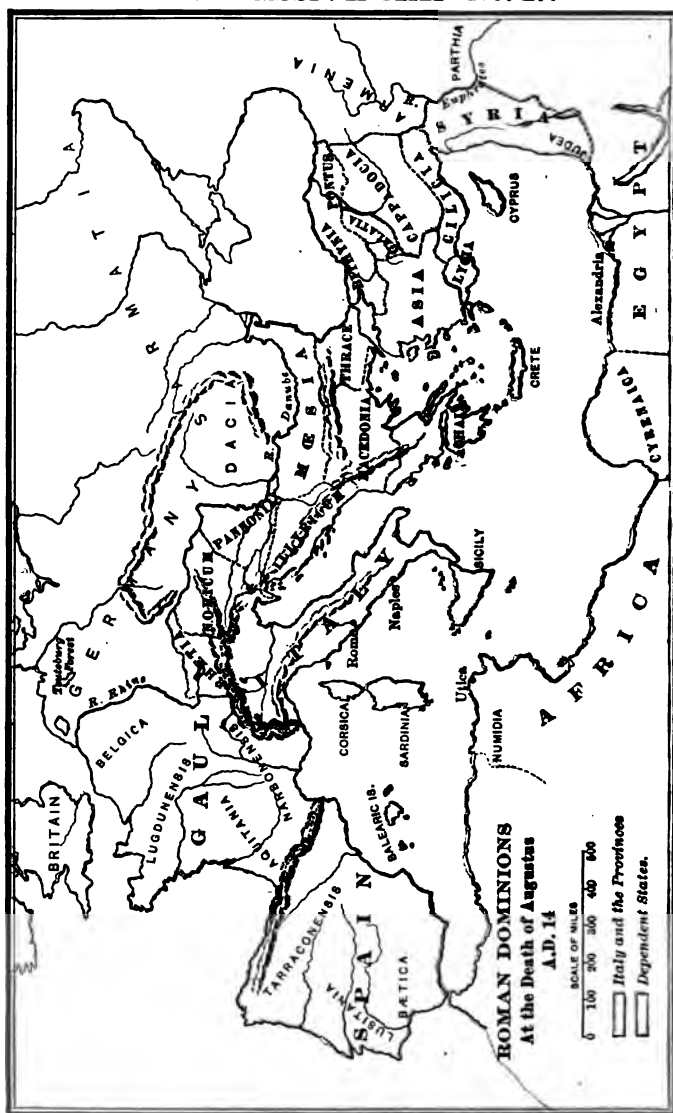 BRITAIN
GERMANY
Teutoburg
Forest
R. Rhine
BELGICA
LUGDUNENSIS
GAUL
AQUITANIA
NARBONENSIS
SARMATIA
DACIA
R. Danube
RHÆTIA
NORICUM
PANNONIA
ILLYRICUM
MŒSIA
THRACE
MACEDONIA
ACHAIA
ITALY
Rome
Naples
CORSICA
SARDINIA
SICILY
BALEARIC IS.
TARRACONENSIS
SPAIN
LUSITANIA
BÆTICA
BITHYNIA
PONTUS
GALATIA
CAPPADOCIA
ARMENIA
ASIA
LYCIA
CILICIA
CYPRUS
CRETE
SYRIA
R. Euphrates
PARTHIA
JUDEA
Alexandria
EGYPT
CYRENAICA
AFRICA
Utica
NUMIDIA
ROMAN DOMINIONS
At the Death of Augustus
A.D. 14
SCALE OF MILES
0 100 200 300 400 500
Italy and the Provinces
Dependent States.